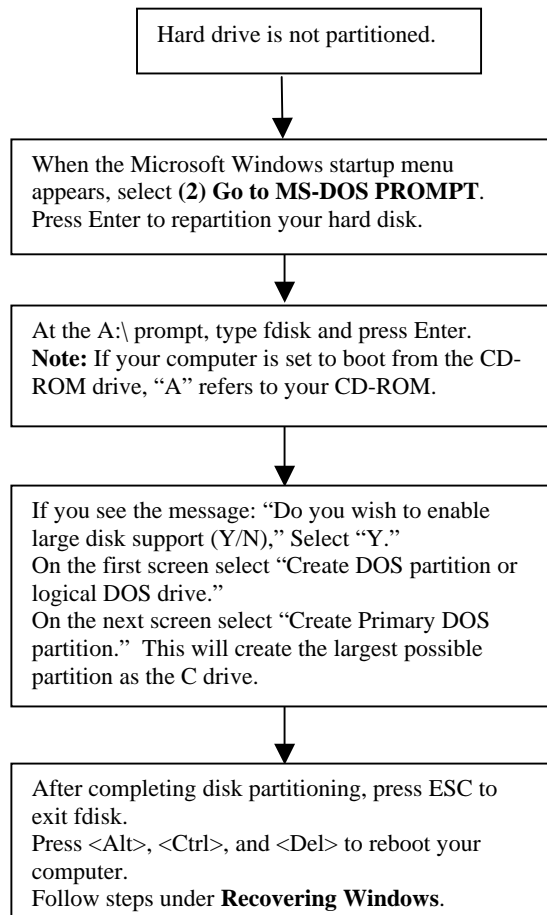 Hard drive is not partitioned.
When the Microsoft Windows startup menu
appears, select (2) Go to MS-DOS PROMPT.
Press Enter to repartition your hard disk.
At the A:\ prompt, type fdisk and press Enter.
Note: If your computer is set to boot from the CD-
ROM drive, “A” refers to your CD-ROM.
If you see the message: “Do you wish to enable
large disk support (Y/N),” Select “Y.”
On the first screen select “Create DOS partition or
logical DOS drive.”
On the next screen select “Create Primary DOS
partition.” This will create the largest possible
partition as the C drive.
After completing disk partitioning, press ESC to
exit fdisk.
Press <Alt>, <Ctrl>, and <Del> to reboot your
computer.
Follow steps under Recovering Windows.